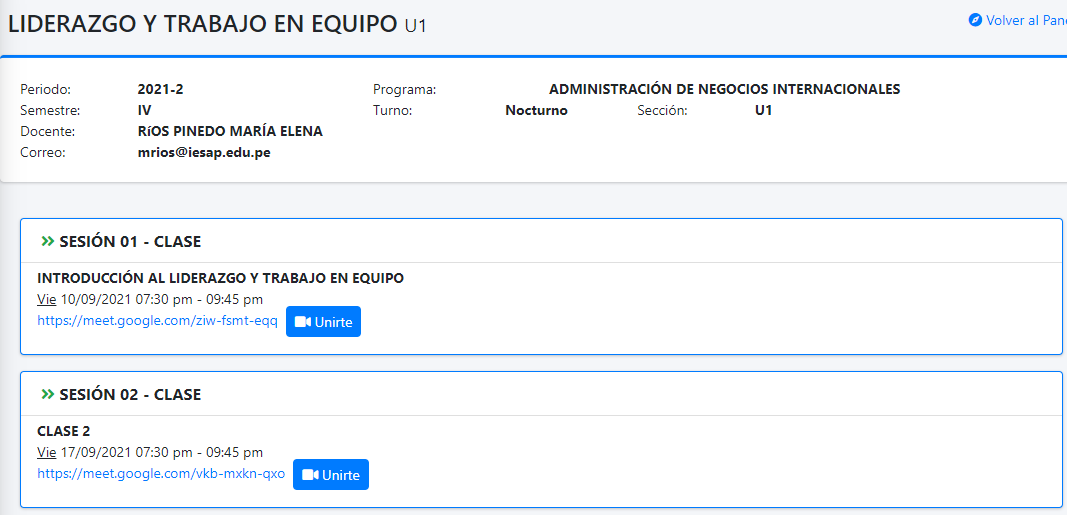 LIDERAZGO Y TRABAJO EN EQUIPO U1
Volver al Pane
Periodo: 2021-2 Programa: ADMINISTRACIÓN DE NEGOCIOS INTERNACIONALES
Semestre: IV Turno: Nocturno Sección: U1
Docente: RíOS PINEDO MARÍA ELENA
Correo: mrios@iesap.edu.pe
SESIÓN 01 - CLASE
INTRODUCCIÓN AL LIDERAZGO Y TRABAJO EN EQUIPO
Vie 10/09/2021 07:30 pm - 09:45 pm
https://meet.google.com/ziw-fsmt-eqq Unirte
SESIÓN 02 - CLASE
CLASE 2
Vie 17/09/2021 07:30 pm - 09:45 pm
https://meet.google.com/vkb-mxkn-qxo Unirte